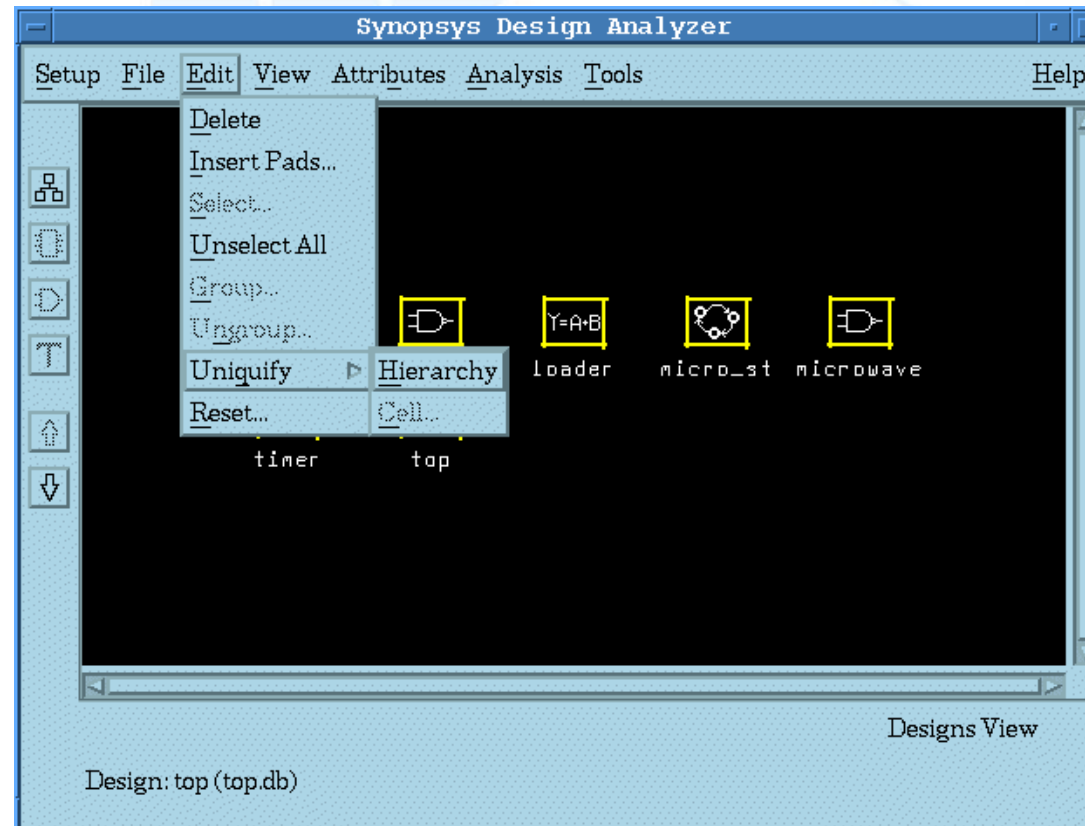 Synopsys Design Analyzer
Setup File Edit View Attributes Analysis Tools Help
Delete
Insert Pads...
Select...
Unselect All
Group...
Ungroup...
Uniquify
Hierarchy
Reset...
Cell...
Y=A+B
loader micro_st microwave
timer top
Designs View
Design: top (top.db)